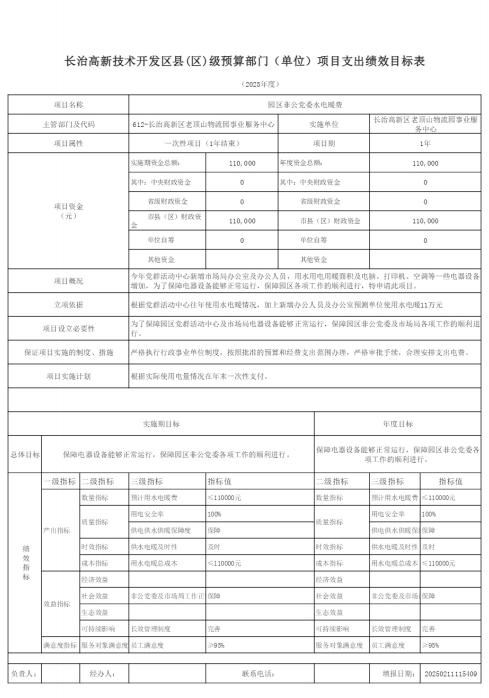 长治高新技术开发区县(区)级预算部门（单位）项目支出绩效目标表
（2025年度）
项目名称 园区非公党委水电暖费
主管部门及代码 612-长治高新区老顶山物流园事业服务中心 实施单位 长治高新区老顶山物流园事业服务中心
项目属性 一次性项目（1年结束） 项目期 1年
项目资金（元） 实施期资金总额： 110,000 年度资金总额： 110,000
其中：中央财政资金 0 其中：中央财政资金 0
省级财政资金 0 省级财政资金 0
市县（区）财政资金 110,000 市县（区）财政资金 110,000
单位自筹 0 单位自筹 0
其他资金 其他资金
项目概况 今年党群活动中心新增市场局办公室及办公人员，用水用电用暖面积及电脑、打印机、空调等一些电器设备增加，为了保障电器设备能够正常运行，保障园区各项工作的顺利进行，特申请此项目。
立项依据 根据党群活动中心往年使用水电暖情况，加上新增办公人员及办公室预测单位使用水电暖11万元
项目设立必要性 为了保障园区党群活动中心及市场局电器设备能够正常运行，保障园区非公党委及市场局各项工作的顺利进行。
保证项目实施的制度、措施 严格执行行政事业单位制度，按照批准的预算和经费支出范围办理，严格审批手续，合理安排支出电费。
项目实施计划 根据实际使用电量情况在年末一次性支付。
实施期目标 年度目标
总体目标 保障电器设备能够正常运行，保障园区非公党委各项工作的顺利进行。 保障电器设备能够正常运行，保障园区非公党委各项工作的顺利进行。
绩效指标 一级指标 二级指标 三级指标 指标值 二级指标 三级指标 指标值
产出指标 数量指标 预计用水电暖费 ≤110000元 数量指标 预计用水电暖费 ≤110000元
质量指标 用电安全率 100% 质量指标 用电安全率 100%
供电供水供暖保障度 保障 供电供水供暖保 保障
时效指标 供水电暖及时性 及时 时效指标 供水电暖及时性 及时
成本指标 用水电暖总成本 ≤110000元 成本指标 用水电暖总成本 ≤110000元
效益指标 经济效益 经济效益
社会效益 非公党委及市场局工作正 保障 社会效益 非公党委及市场 保障
生态效益 生态效益
可持续影响 长效管理制度 完善 可持续影响 长效管理制度 完善
满意度指标 服务对象满意度 员工满意度 ≥95% 服务对象满意度 员工满意度 ≥95%
负责人： 经办人： 联系电话： 填报日期： 20250211115409